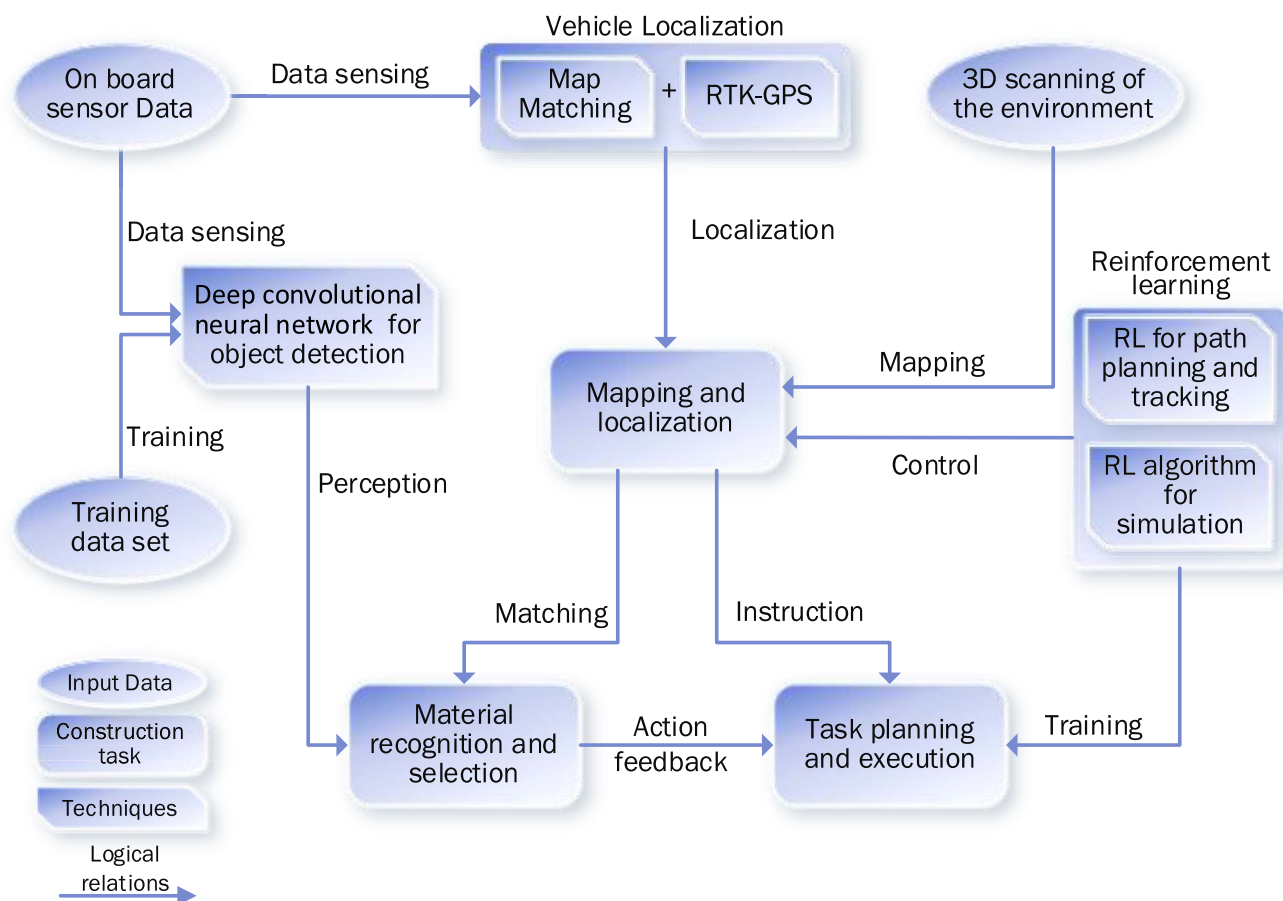 Vehicle Localization
On board
sensor Data
Data sensing
Map
Matching
+
RTK-GPS
3D scanning of
the environment
Data sensing
Localization
Reinforcement
learning
Deep convolutional
neural network for
object detection
RL for path
planning and
tracking
Mapping
Mapping and
localization
Training
Control
Perception
RL algorithm
for
simulation
Training
data set
Matching
Instruction
Input Data
Construction
task
Techniques
Logical
relations
Material
recognition and
selection
Action
feedback
Task planning
and execution
Training